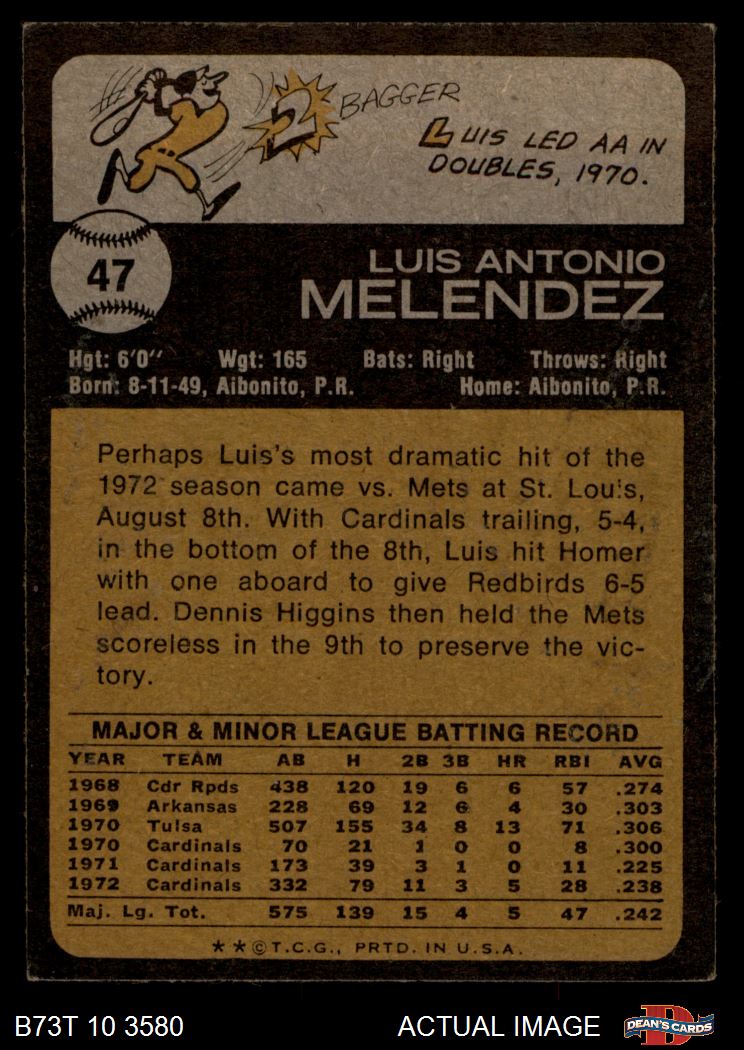 2 BAGGER
LUIS LED AA IN
DOUBLES, 1970.
47
LUIS ANTONIO
MELENDEZ
Hgt: 6'0" Wgt: 165 Bats: Right Throws: Right
Born: 8-11-49, Aibonito, P.R. Home: Aibonito, P.R.
Perhaps Luis's most dramatic hit of the
1972 season came vs. Mets at St. Louis,
August 8th. With Cardinals trailing, 5-4,
in the bottom of the 8th, Luis hit Homer
with one aboard to give Redbirds 6-5
lead. Dennis Higgins then held the Mets
scoreless in the 9th to preserve the vic-
tory.
MAJOR & MINOR LEAGUE BATTING RECORD
YEAR TEAM AB H 2B 3B HR RBI AVG
1968 Cdr Rpds 438 120 19 6 6 57 .274
1969 Arkansas 228 69 12 6 4 30 .303
1970 Tulsa 507 155 34 8 13 71 .306
1970 Cardinals 70 21 1 0 0 8 .300
1971 Cardinals 173 39 3 1 0 11 .225
1972 Cardinals 332 79 11 3 5 28 .238
Maj. Lg. Tot. 575 139 15 4 5 47 .242
**©T.C.G., PRTD. IN U.S.A.
B73T 10 3580 ACTUAL IMAGE
D
DEAN'S CARDS